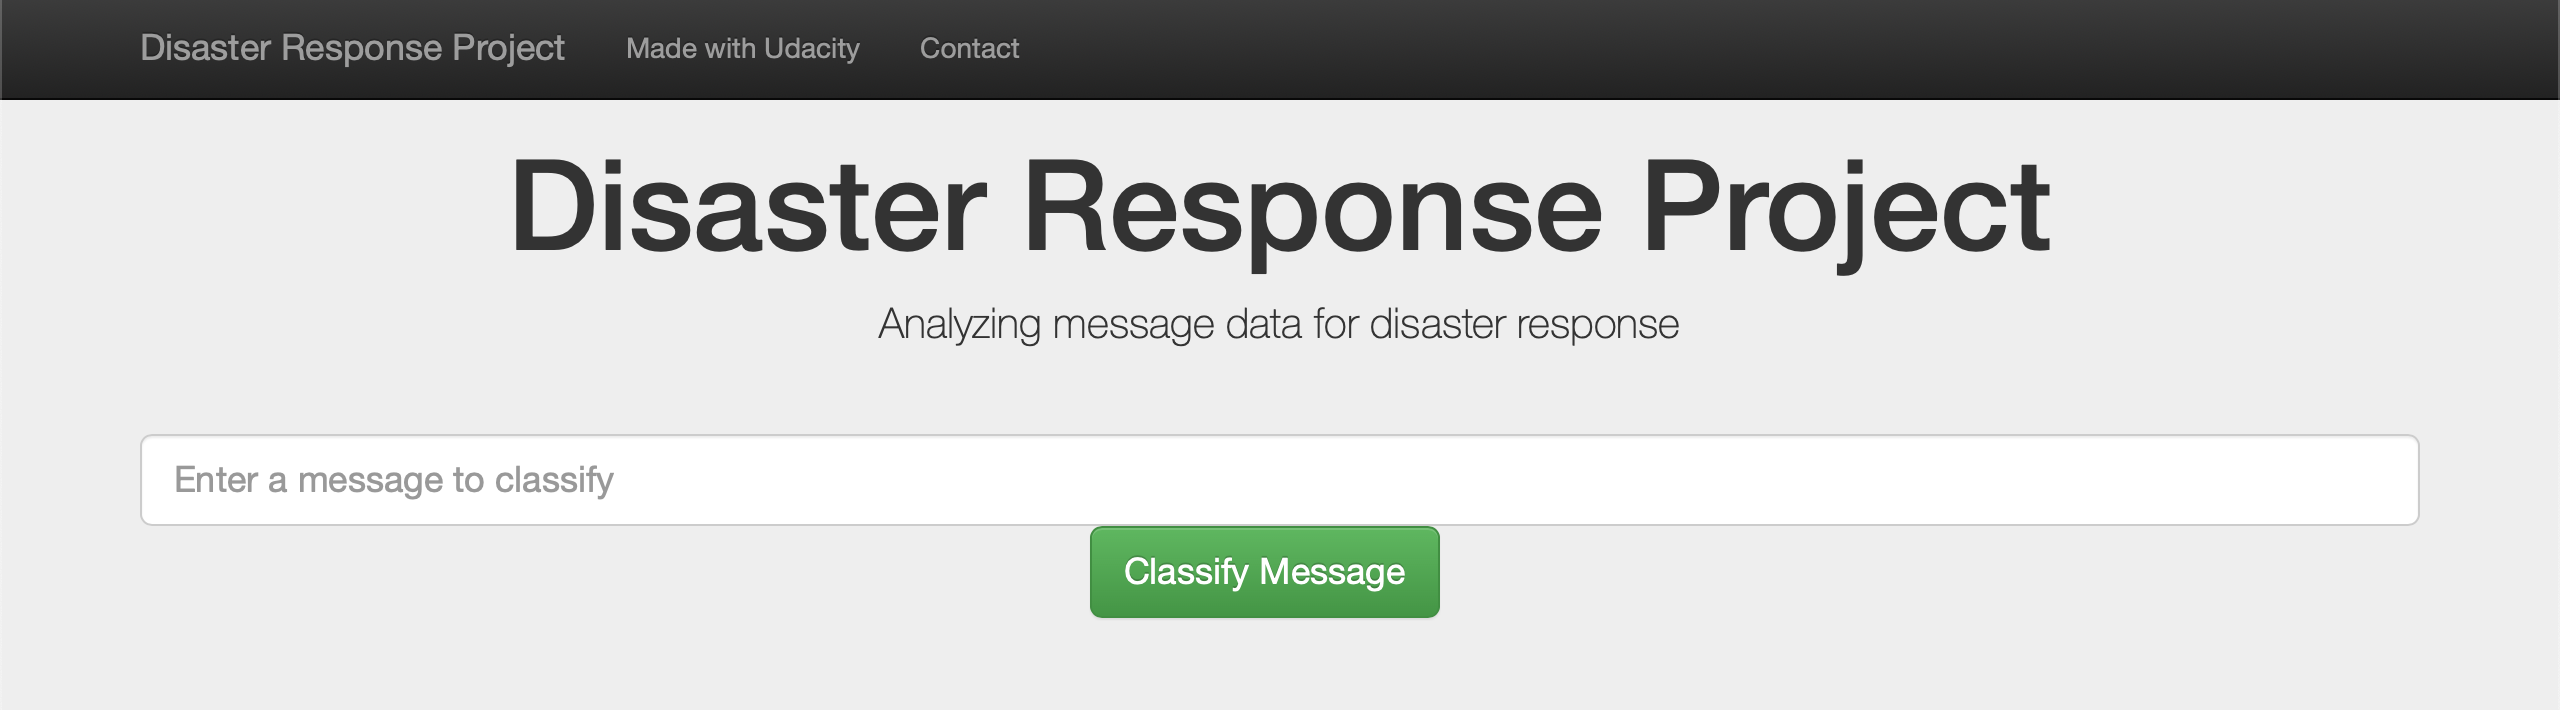 Disaster Response Project Made with Udacity Contact
Disaster Response Project
Analyzing message data for disaster response
Enter a message to classify
Classify Message